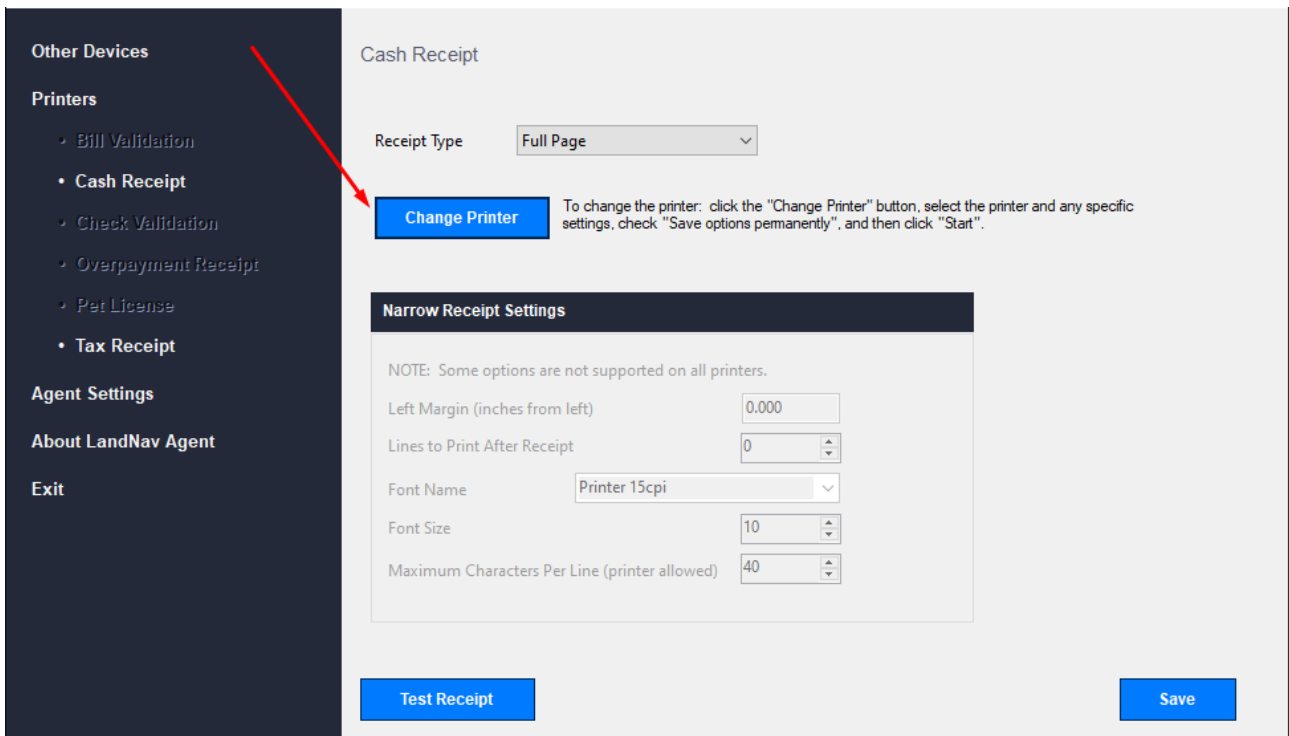 Other Devices
Printers
• Bill Validation
• Cash Receipt
• Check Validation
• Overpayment Receipt
• Pet License
• Tax Receipt
Agent Settings
About LandNav Agent
Exit
Cash Receipt
Receipt Type Full Page
Change Printer
To change the printer: click the "Change Printer" button, select the printer and any specific
settings, check "Save options permanently", and then click "Start".
Narrow Receipt Settings
NOTE: Some options are not supported on all printers.
Left Margin (inches from left) 0.000
Lines to Print After Receipt 0
Font Name Printer 15cpi
Font Size 10
Maximum Characters Per Line (printer allowed) 40
Test Receipt Save